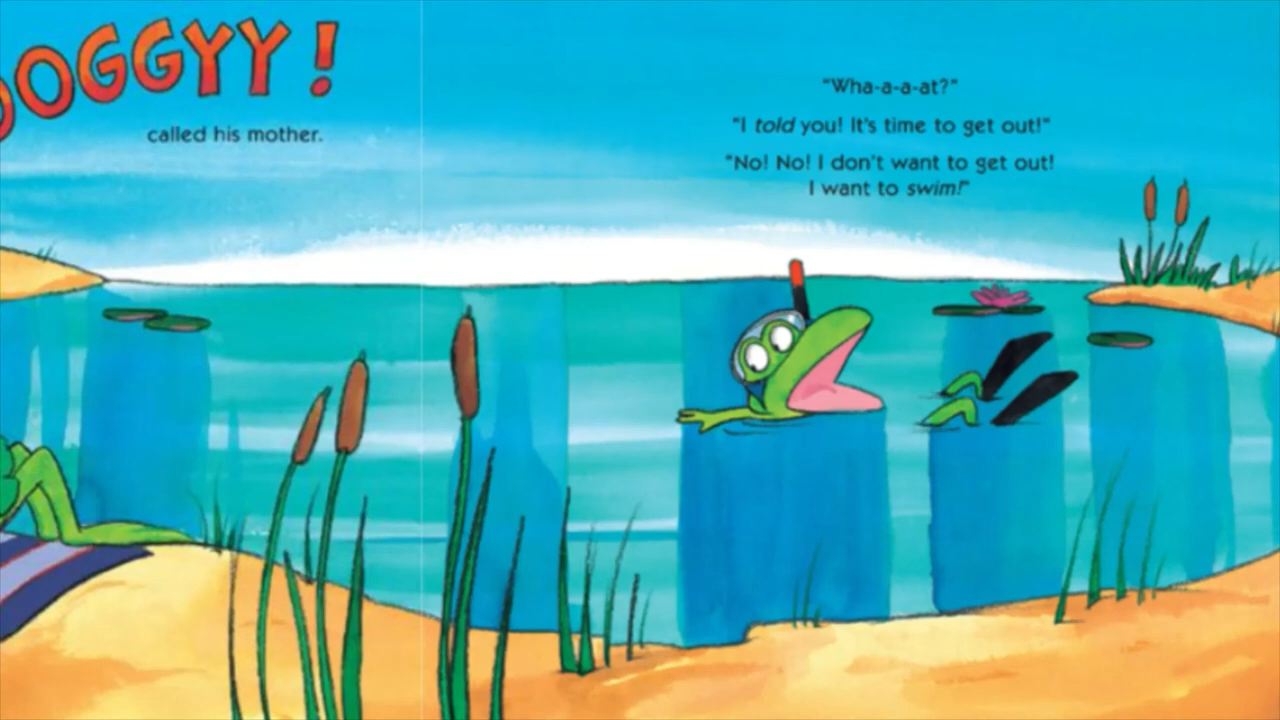 OGGYY!
called his mother.
"Wha-a-a-at?"
"I told you! It's time to get out!"
"No! No! I don't want to get out!
I want to swim!"